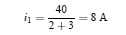 i₁ = 40 / (2 + 3) = 8 A